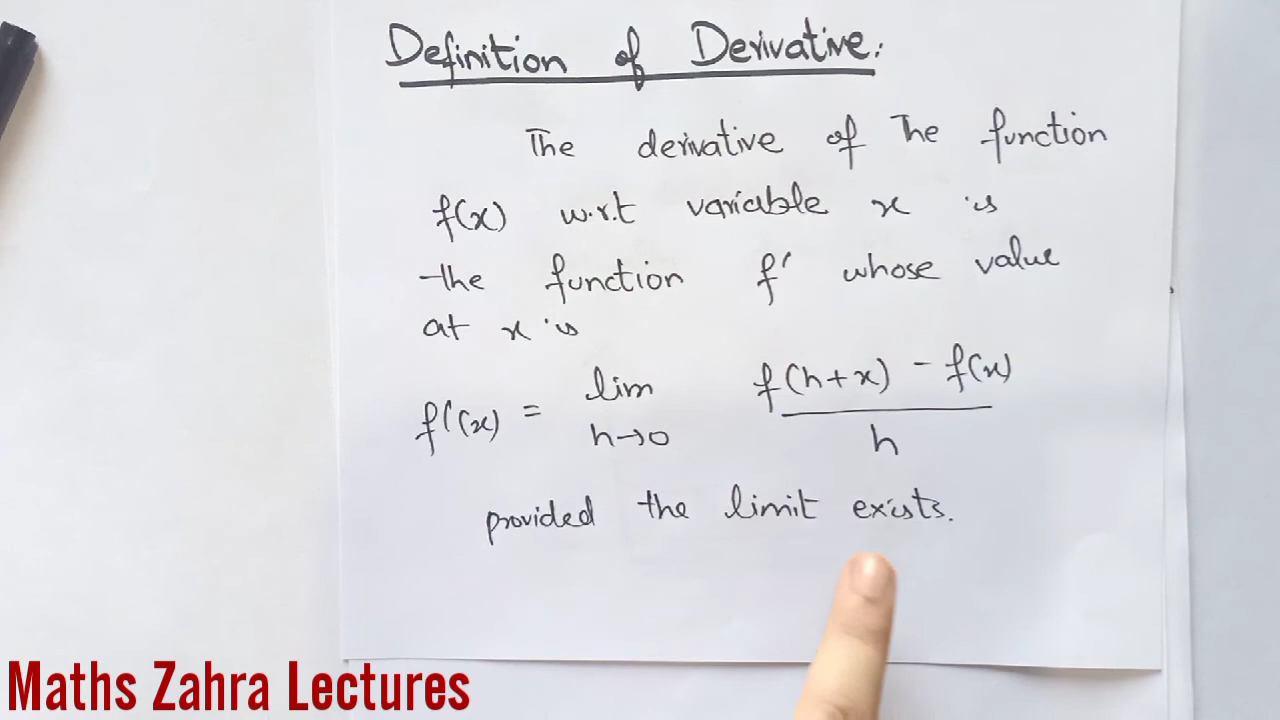 Definition of Derivative:
The derivative of The function
f(x) w.r.t variable x is
the function f' whose value
at x is
f'(x) = lim h→0 f(h+x) - f(x) / h
provided the limit exists.
Maths Zahra Lectures